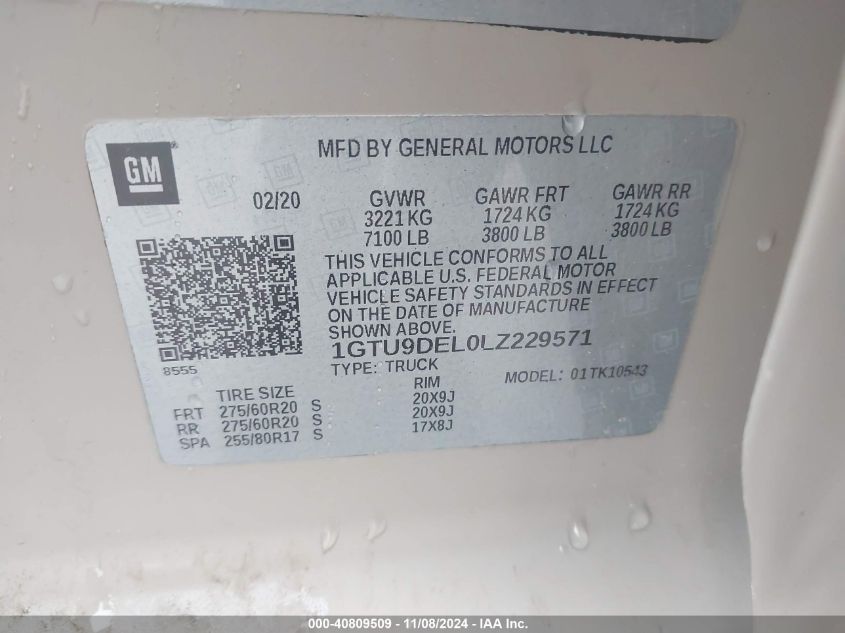 GM
MFD BY GENERAL MOTORS LLC
02/20 GVWR GAWR FRT GAWR RR
3221 KG 1724 KG 1724 KG
7100 LB 3800 LB 3800 LB
THIS VEHICLE CONFORMS TO ALL
APPLICABLE U.S. FEDERAL MOTOR
VEHICLE SAFETY STANDARDS IN EFFECT
ON THE DATE OF MANUFACTURE
SHOWN ABOVE.
1GTU9DEL0LZ229571
8555 TYPE: TRUCK MODEL: 01TK10543
TIRE SIZE RIM
FRT 275/60R20 S 20X9J
RR 275/60R20 S 20X9J
SPA 255/80R17 S 17X8J
000-40809509 - 11/08/2024 - IAA Inc.